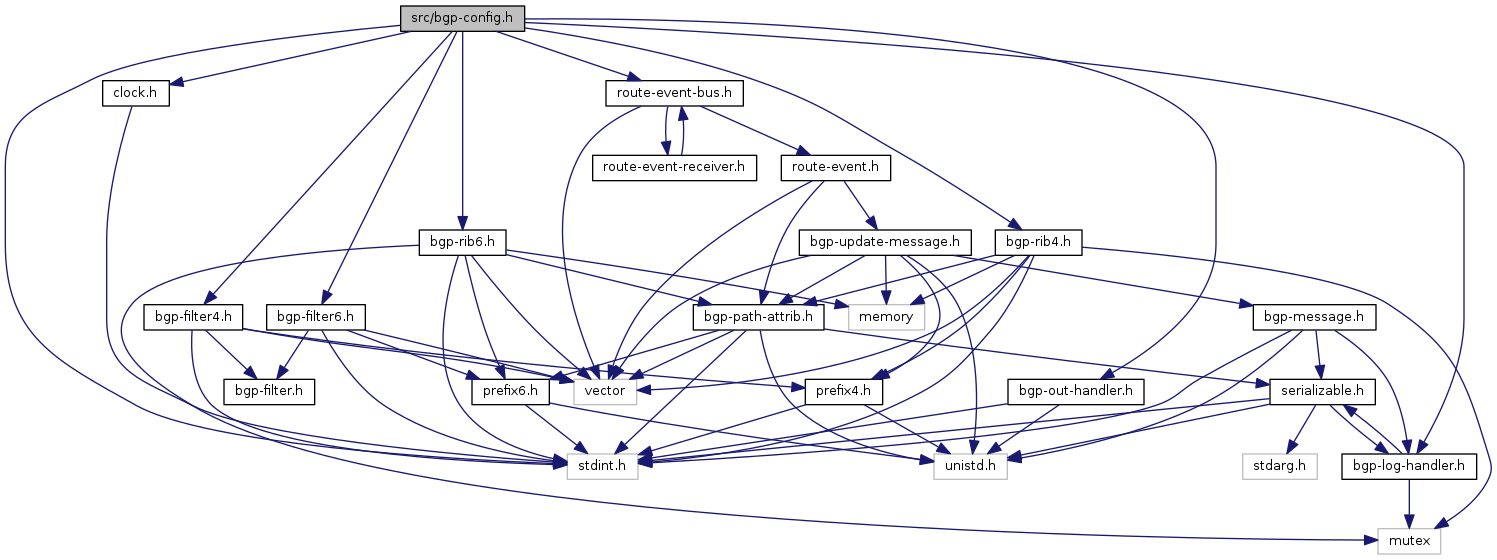 src/bgp-config.h
clock.h
route-event-bus.h
route-event-receiver.h
route-event.h
bgp-rib6.h
bgp-update-message.h
bgp-rib4.h
bgp-filter4.h
bgp-filter6.h
bgp-path-attrib.h
memory
bgp-message.h
bgp-filter.h
prefix6.h
vector
prefix4.h
bgp-out-handler.h
serializable.h
stdint.h
unistd.h
stdarg.h
bgp-log-handler.h
mutex